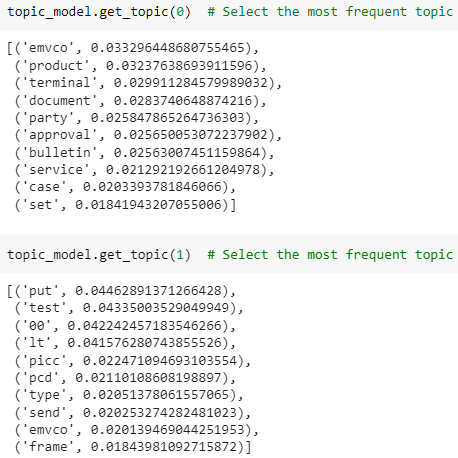 topic_model.get_topic(0)  # Select the most frequent topic
[('emvco', 0.033296448680755465),
('product', 0.03237638693911596),
('terminal', 0.029911284579989032),
('document', 0.0283740648874216),
('party', 0.025847865264736303),
('approval', 0.025650053072237902),
('bulletin', 0.02563007451159864),
('service', 0.021292192661204978),
('case', 0.0203393781846066),
('set', 0.01841943207055006)]
topic_model.get_topic(1)  # Select the most frequent topic
[('put', 0.04462891371266428),
('test', 0.04335003529049949),
('00', 0.042242457183546266),
('lt', 0.041576280743855526),
('picc', 0.022471094693103554),
('pcd', 0.02110108608198897),
('type', 0.02051378061557065),
('send', 0.020253274282481023),
('emvco', 0.020139469044251953),
('frame', 0.01843981092715872)]